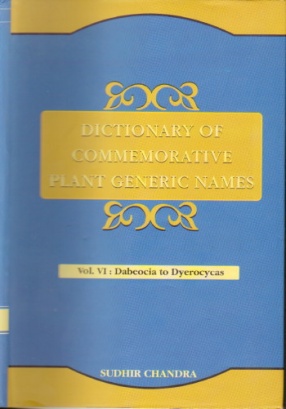 DICTIONARY OF
COMMEMORATIVE
PLANT GENERIC NAMES
Vol. VI : Dabeocia to Dyerocycas
SUDHIR CHANDRA